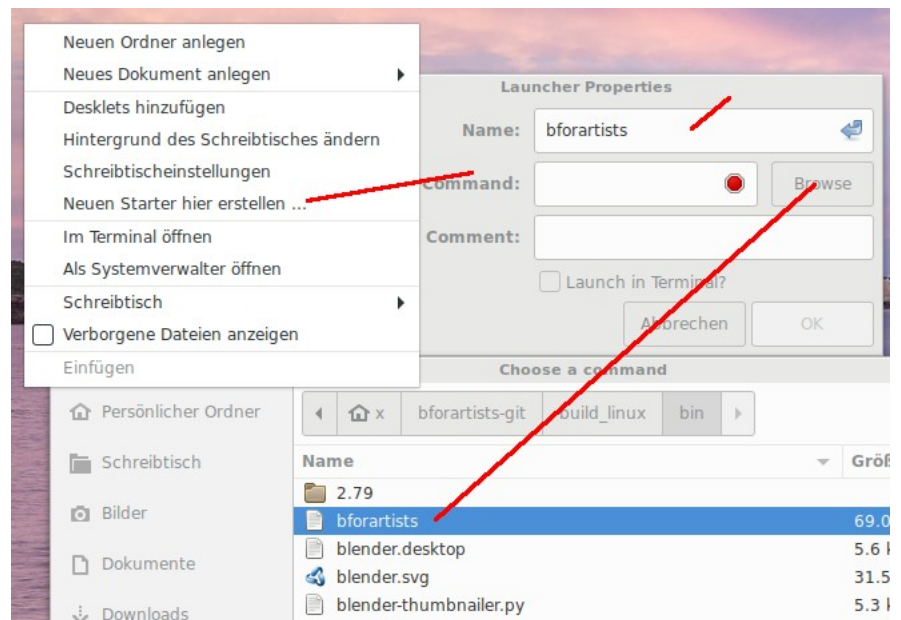 Neuen Ordner anlegen
Neues Dokument anlegen
Desklets hinzufügen
Hintergrund des Schreibtisches ändern
Schreibtischeinstellungen
Neuen Starter hier erstellen ...
Im Terminal öffnen
Als Systemverwalter öffnen
Schreibtisch
Verborgene Dateien anzeigen
Einfügen
Launcher Properties
Name: bforartists
Command: Browse
Comment:
Launch in Terminal?
Abbrechen OK
Choose a command
Persönlicher Ordner
Schreibtisch
Bilder
Dokumente
Downloads
x bforartists-git build_linux bin
Name Größ
2.79
bforartists 69.0
blender.desktop 5.6
blender.svg 31.5
blender-thumbnailer.py 5.3